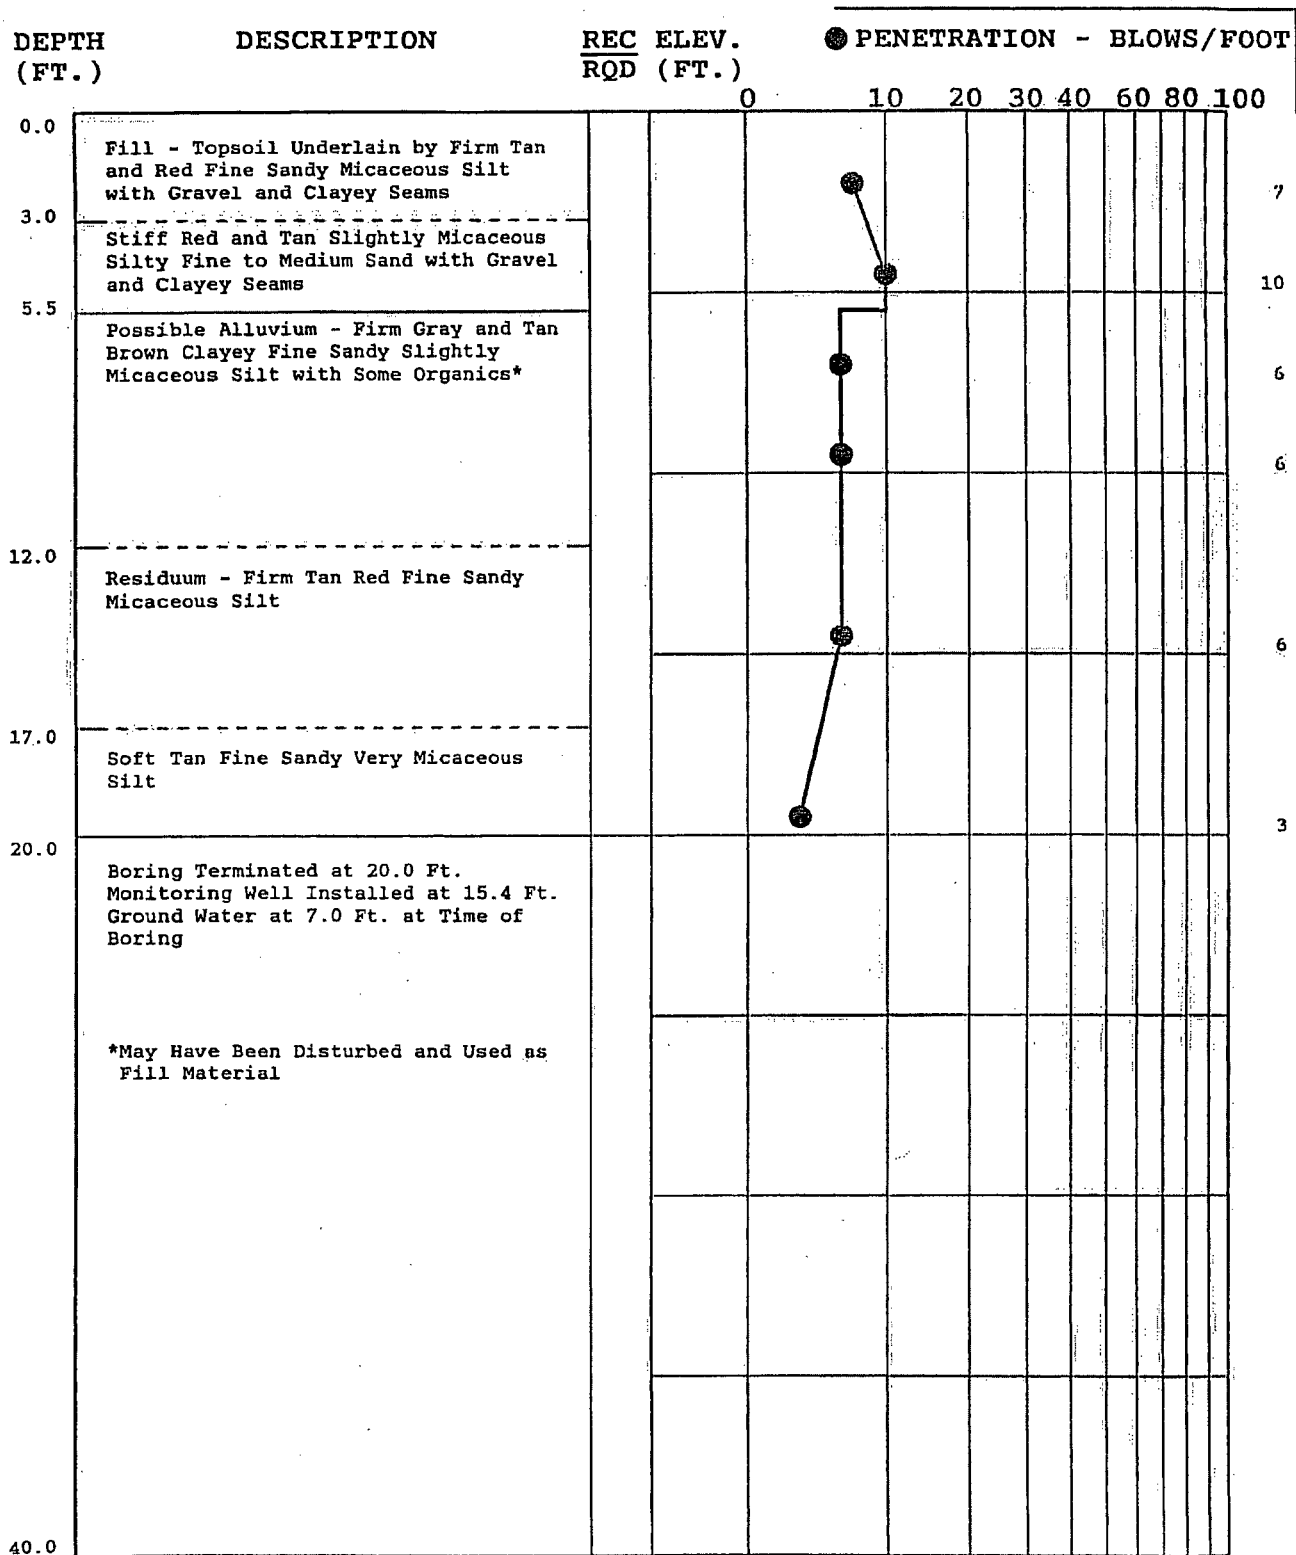 DEPTH DESCRIPTION REC ELEV. PENETRATION - BLOWS/FOOT
(FT.) RQD (FT.)
0 10 20 30 40 60 80 100
0.0
Fill - Topsoil Underlain by Firm Tan
and Red Fine Sandy Micaceous Silt
with Gravel and Clayey Seams
7
3.0
Stiff Red and Tan Slightly Micaceous
Silty Fine to Medium Sand with Gravel
and Clayey Seams
10
5.5
Possible Alluvium - Firm Gray and Tan
Brown Clayey Fine Sandy Slightly
Micaceous Silt with Some Organics*
6
6
12.0
Residuum - Firm Tan Red Fine Sandy
Micaceous Silt
6
17.0
Soft Tan Fine Sandy Very Micaceous
Silt
3
20.0
Boring Terminated at 20.0 Ft.
Monitoring Well Installed at 15.4 Ft.
Ground Water at 7.0 Ft. at Time of
Boring
*May Have Been Disturbed and Used as
Fill Material
40.0